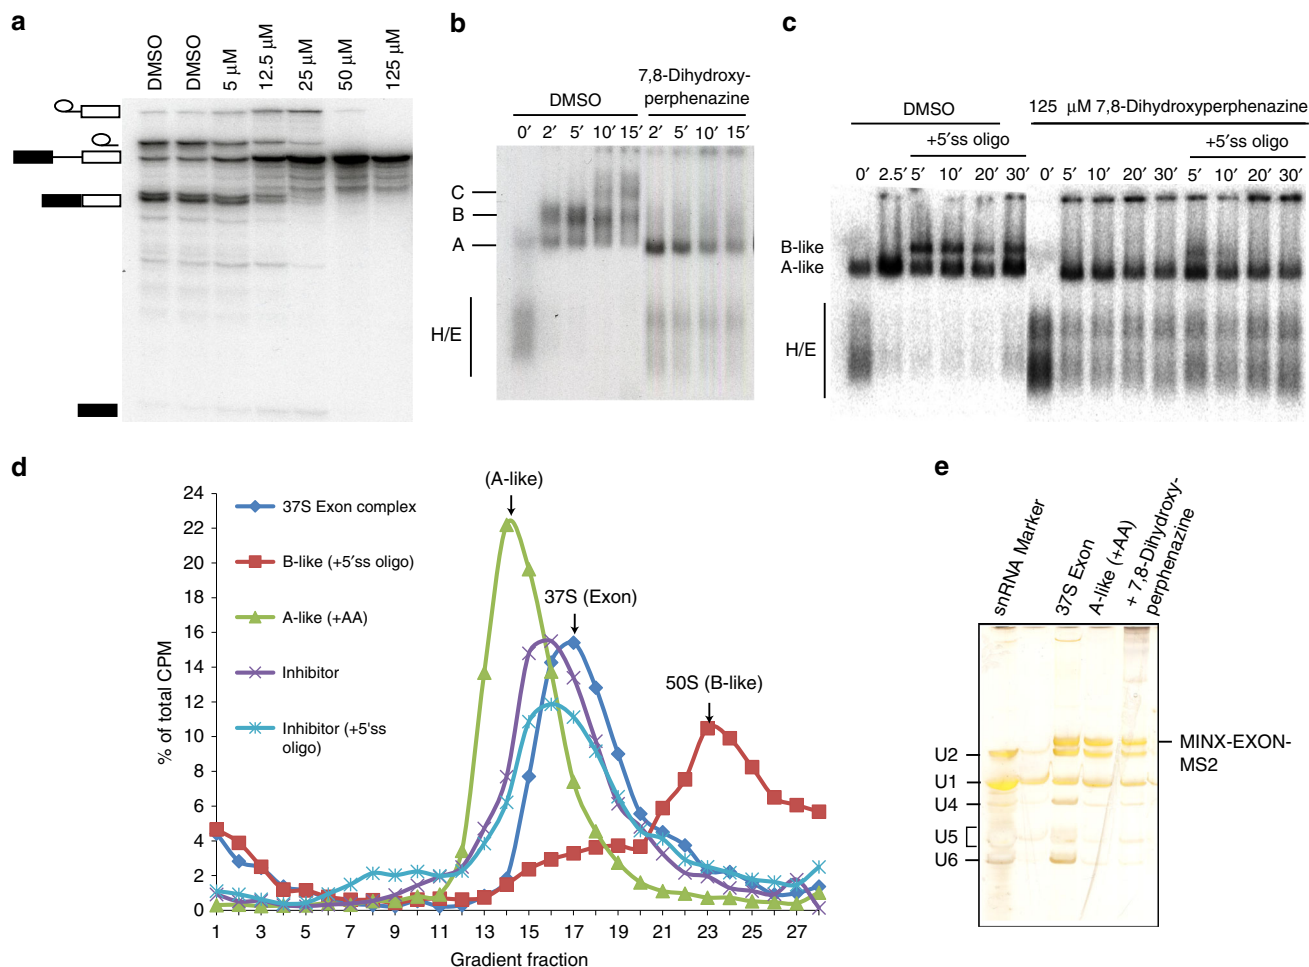 a
DMSO
DMSO
5 μM
12.5 μM
25 μM
50 μM
125 μM
b
DMSO
7,8-Dihydroxy-
perphenazine
0′ 2′ 5′ 10′ 15′ 2′ 5′ 10′ 15′
C
B
A
H/E
c
DMSO
125 μM 7,8-Dihydroxyperphenazine
+5′ss oligo
+5′ss oligo
0′ 2.5′ 5′ 10′ 20′ 30′ 0′ 5′ 10′ 20′ 30′ 5′ 10′ 20′ 30′
B-like
A-like
H/E
d
% of total CPM
24
22
20
18
16
14
12
10
8
6
4
2
0
37S Exon complex
B-like (+5′ss oligo)
A-like (+AA)
Inhibitor
Inhibitor (+5'ss
oligo)
(A-like)
37S (Exon)
50S (B-like)
1 3 5 7 9 11 13 15 17 19 21 23 25 27
Gradient fraction
e
snRNA Marker
37S Exon
A-like (+AA)
+ 7,8-Dihydroxy-
perphenazine
U2
U1
U4
U5
U6
MINX-EXON-
MS2